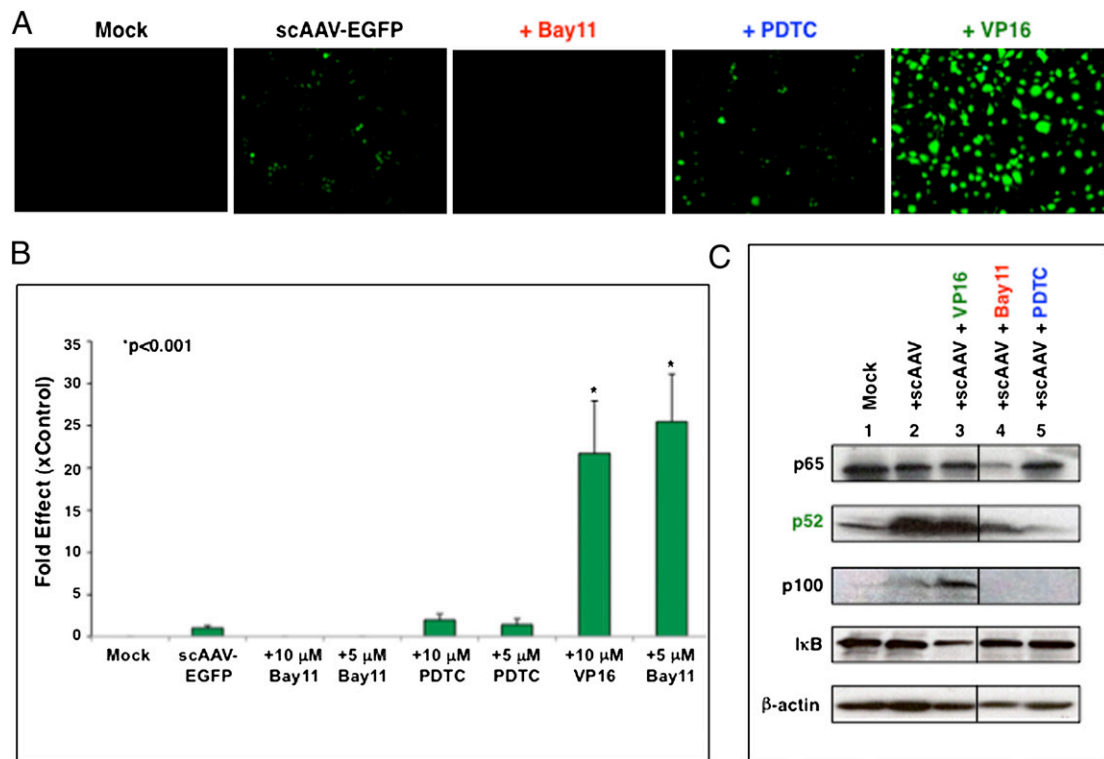 A
Mock
scAAV-EGFP
+ Bay11
+ PDTC
+ VP16
B
*p<0.001
Fold Effect (xControl)
35
30
25
20
15
10
5
0
*
*
Mock
scAAV-
EGFP
+10 μM
Bay11
+5 μM
Bay11
+10 μM
PDTC
+5 μM
PDTC
+10 μM
VP16
+5 μM
Bay11
C
Mock
+scAAV
+scAAV + VP16
+scAAV + Bay11
+scAAV + PDTC
1 2 3 4 5
p65
p52
p100
IκB
β-actin